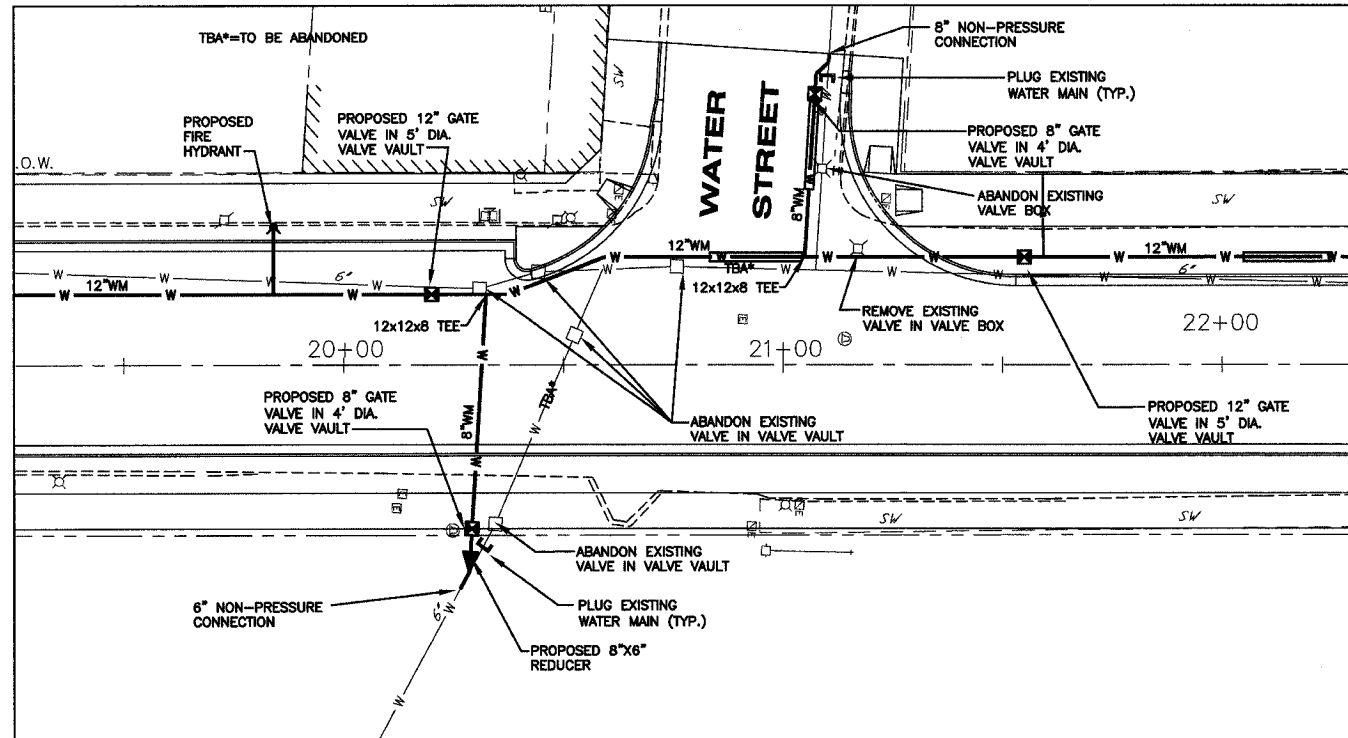 TBA*=TO BE ABANDONED
8" NON-PRESSURE
CONNECTION
PLUG EXISTING
WATER MAIN (TYP.)
PROPOSED
FIRE
HYDRANT
PROPOSED 12" GATE
VALVE IN 5' DIA.
VALVE VAULT
SW
WATER
STREET
W
PROPOSED 8" GATE
VALVE IN 4' DIA.
VALVE VAULT
.O.W.
SW
W
8"WM
ABANDON EXISTING
VALVE BOX
SW
W
W
6"
W
12"WM
W
TBA*
W
W
W
12"WM
W
W
6"
W
12"WM
W
W
W
12x12x8 TEE
12x12x8 TEE
REMOVE EXISTING
VALVE IN VALVE BOX
20+00
21+00
22+00
W
TBA*
W
8"WM
W
PROPOSED 8" GATE
VALVE IN 4' DIA.
VALVE VAULT
ABANDON EXISTING
VALVE IN VALVE VAULT
PROPOSED 12" GATE
VALVE IN 5' DIA.
VALVE VAULT
SW
SW
ABANDON EXISTING
VALVE IN VALVE VAULT
6" NON-PRESSURE
CONNECTION
6"
W
PLUG EXISTING
WATER MAIN (TYP.)
PROPOSED 8"X6"
REDUCER
W